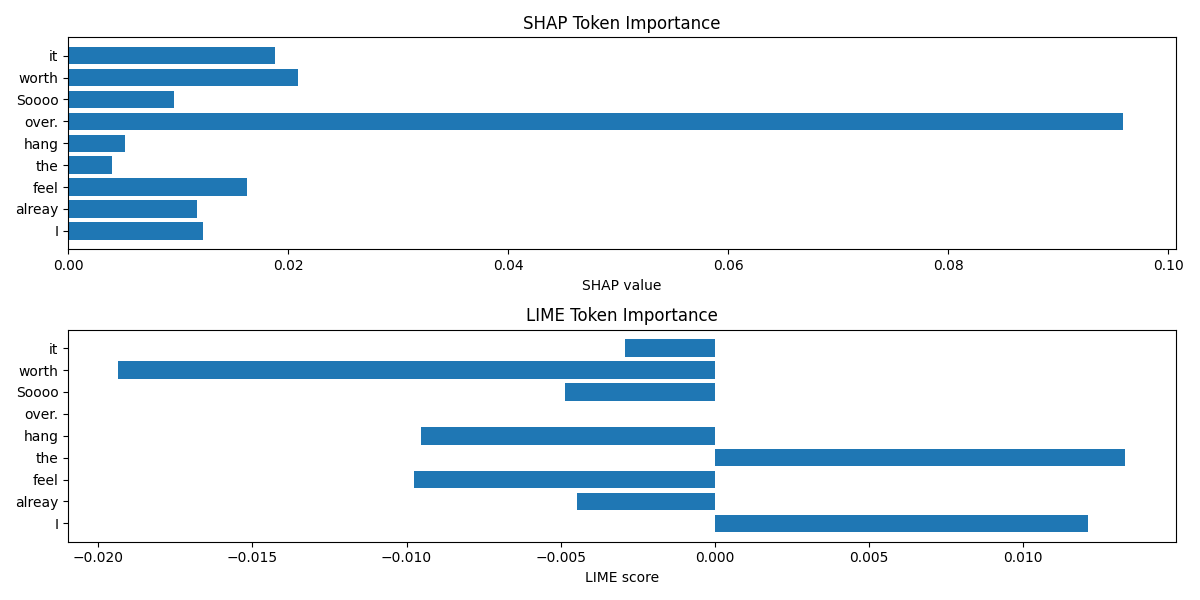 SHAP Token Importance
it
worth
Soooo
over.
hang
the
feel
alreay
I
0.00 0.02 0.04 0.06 0.08 0.10
SHAP value
LIME Token Importance
it
worth
Soooo
over.
hang
the
feel
alreay
I
−0.020 −0.015 −0.010 −0.005 0.000 0.005 0.010
LIME score